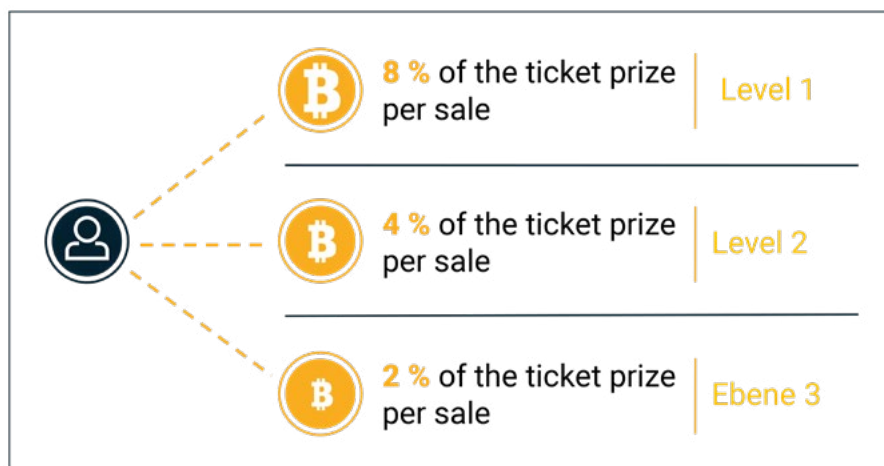 8 % of the ticket prize
per sale
Level 1
4 % of the ticket prize
per sale
Level 2
2 % of the ticket prize
per sale
Ebene 3